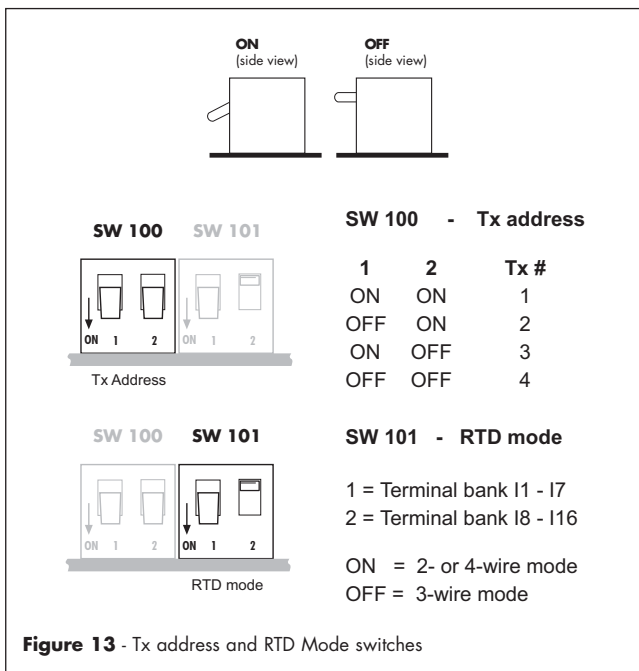 ON OFF
(side view) (side view)
SW 100 SW 101
ON 1 2 ON 1 2
Tx Address
SW 100 - Tx address
1 2 Tx #
ON ON 1
OFF ON 2
ON OFF 3
OFF OFF 4
SW 100 SW 101
ON 1 2 ON 1 2
RTD mode
SW 101 - RTD mode
1 = Terminal bank I1 - I7
2 = Terminal bank I8 - I16
ON = 2- or 4-wire mode
OFF = 3-wire mode
Figure 13 - Tx address and RTD Mode switches